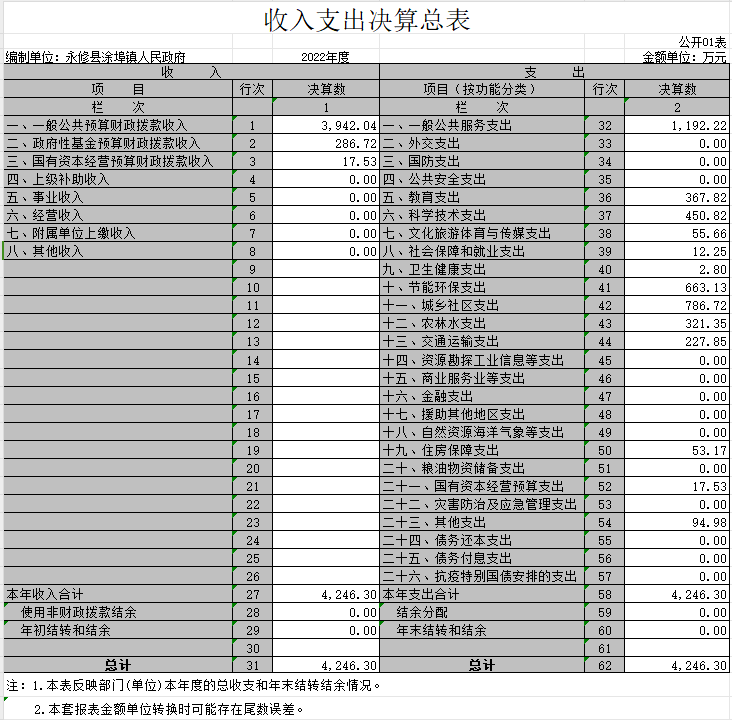 收入支出决算总表
公开01表
编制单位：永修县涂埠镇人民政府 2022年度 金额单位：万元
收 入 支 出
项 目 行次 决算数 项目（按功能分类） 行次 决算数
栏 次 1 栏 次 2
一、一般公共预算财政拨款收入 1 3,942.04 一、一般公共服务支出 32 1,192.22
二、政府性基金预算财政拨款收入 2 286.72 二、外交支出 33 0.00
三、国有资本经营预算财政拨款收入 3 17.53 三、国防支出 34 0.00
四、上级补助收入 4 0.00 四、公共安全支出 35 0.00
五、事业收入 5 0.00 五、教育支出 36 367.82
六、经营收入 6 0.00 六、科学技术支出 37 450.82
七、附属单位上缴收入 7 0.00 七、文化旅游体育与传媒支出 38 55.66
八、其他收入 8 0.00 八、社会保障和就业支出 39 12.25
9 九、卫生健康支出 40 2.80
10 十、节能环保支出 41 663.13
11 十一、城乡社区支出 42 786.72
12 十二、农林水支出 43 321.35
13 十三、交通运输支出 44 227.85
14 十四、资源勘探工业信息等支出 45 0.00
15 十五、商业服务业等支出 46 0.00
16 十六、金融支出 47 0.00
17 十七、援助其他地区支出 48 0.00
18 十八、自然资源海洋气象等支出 49 0.00
19 十九、住房保障支出 50 53.17
20 二十、粮油物资储备支出 51 0.00
21 二十一、国有资本经营预算支出 52 17.53
22 二十二、灾害防治及应急管理支出 53 0.00
23 二十三、其他支出 54 94.98
24 二十四、债务还本支出 55 0.00
25 二十五、债务付息支出 56 0.00
26 二十六、抗疫特别国债安排的支出 57 0.00
本年收入合计 27 4,246.30 本年支出合计 58 4,246.30
使用非财政拨款结余 28 0.00 结余分配 59 0.00
年初结转和结余 29 0.00 年末结转和结余 60 0.00
30 61
总计 31 4,246.30 总计 62 4,246.30
注：1.本表反映部门(单位)本年度的总收支和年末结转结余情况。
2.本套报表金额单位转换时可能存在尾数误差。